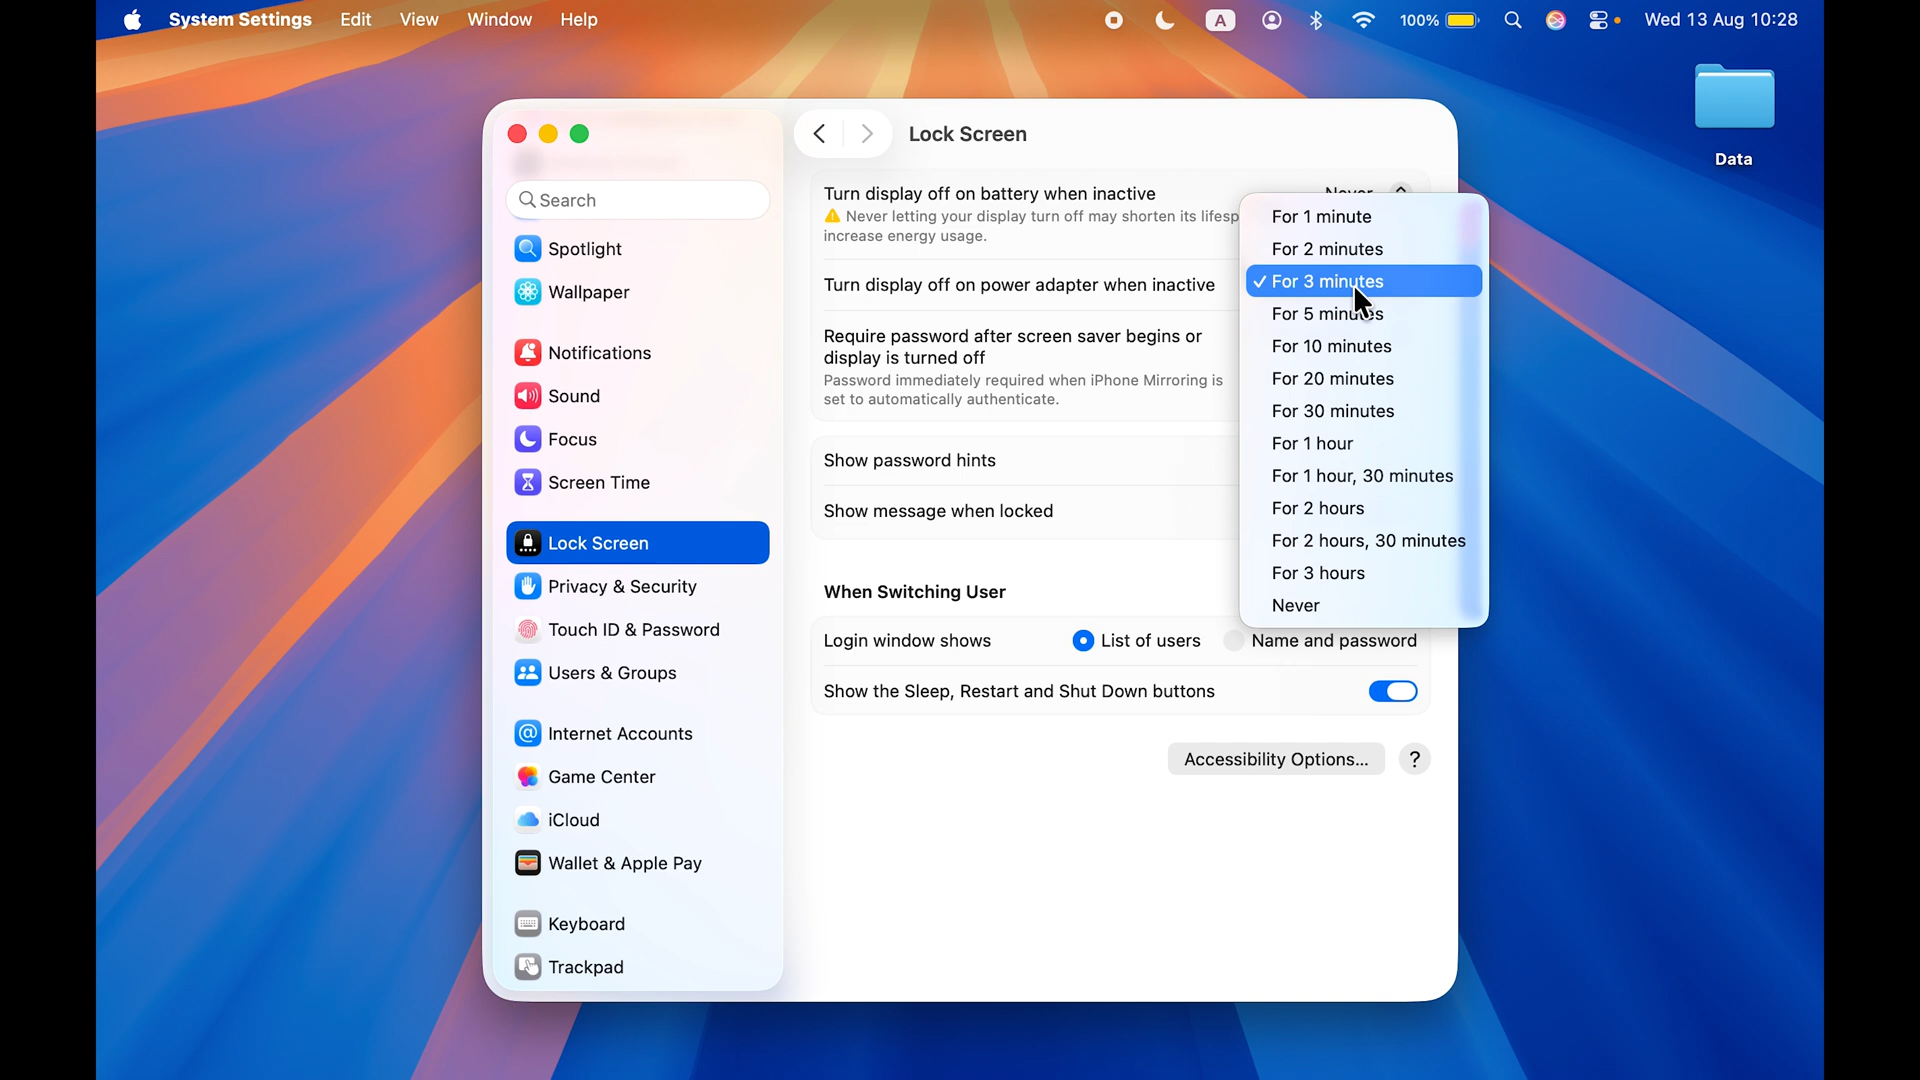 System Settings Edit View Window Help A 100% Wed 13 Aug 10:28
Data
Lock Screen
Search
Spotlight
Wallpaper
Notifications
Sound
Focus
Screen Time
Lock Screen
Privacy & Security
Touch ID & Password
Users & Groups
Internet Accounts
Game Center
iCloud
Wallet & Apple Pay
Keyboard
Trackpad
Turn display off on battery when inactive Never
Never letting your display turn off may shorten its lifesp
increase energy usage.
Turn display off on power adapter when inactive
Require password after screen saver begins or
display is turned off
Password immediately required when iPhone Mirroring is
set to automatically authenticate.
Show password hints
Show message when locked
For 1 minute
For 2 minutes
✓ For 3 minutes
For 5 minutes
For 10 minutes
For 20 minutes
For 30 minutes
For 1 hour
For 1 hour, 30 minutes
For 2 hours
For 2 hours, 30 minutes
For 3 hours
Never
When Switching User
Login window shows List of users Name and password
Show the Sleep, Restart and Shut Down buttons
Accessibility Options... ?